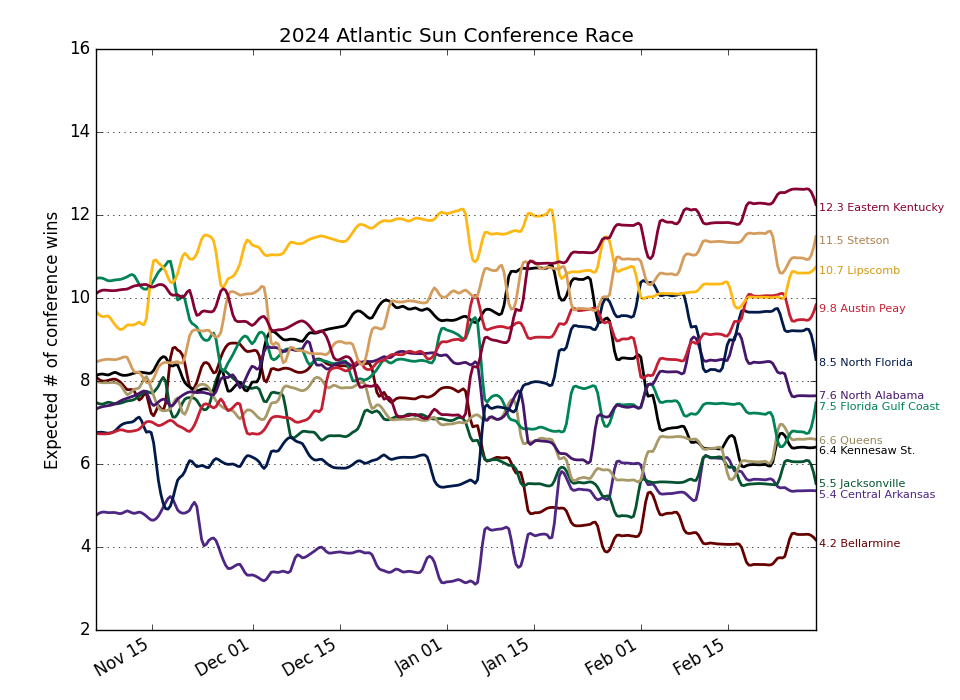 2024 Atlantic Sun Conference Race
Expected # of conference wins
16
14
12
10
8
6
4
2
12.3 Eastern Kentucky
11.5 Stetson
10.7 Lipscomb
9.8 Austin Peay
8.5 North Florida
7.6 North Alabama
7.5 Florida Gulf Coast
6.6 Queens
6.4 Kennesaw St.
5.5 Jacksonville
5.4 Central Arkansas
4.2 Bellarmine
Nov 15
Dec 01
Dec 15
Jan 01
Jan 15
Feb 01
Feb 15